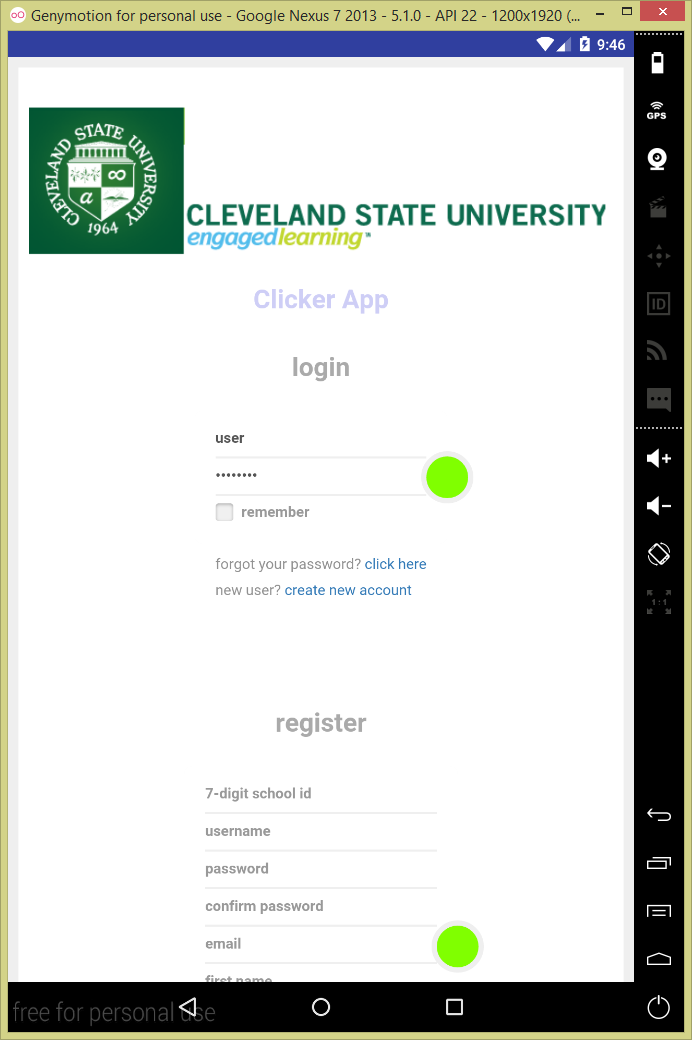 Genymotion for personal use - Google Nexus 7 2013 - 5.1.0 - API 22 - 1200x1920 (...
9:46
GPS
CLEVELAND STATE UNIVERSITY
α ∞
1964
CLEVELAND STATE UNIVERSITY
engagedlearning™
Clicker App
ID
login
user
••••••••
remember
forgot your password? click here
new user? create new account
1:1
register
7-digit school id
username
password
confirm password
email
first name
free for personal use